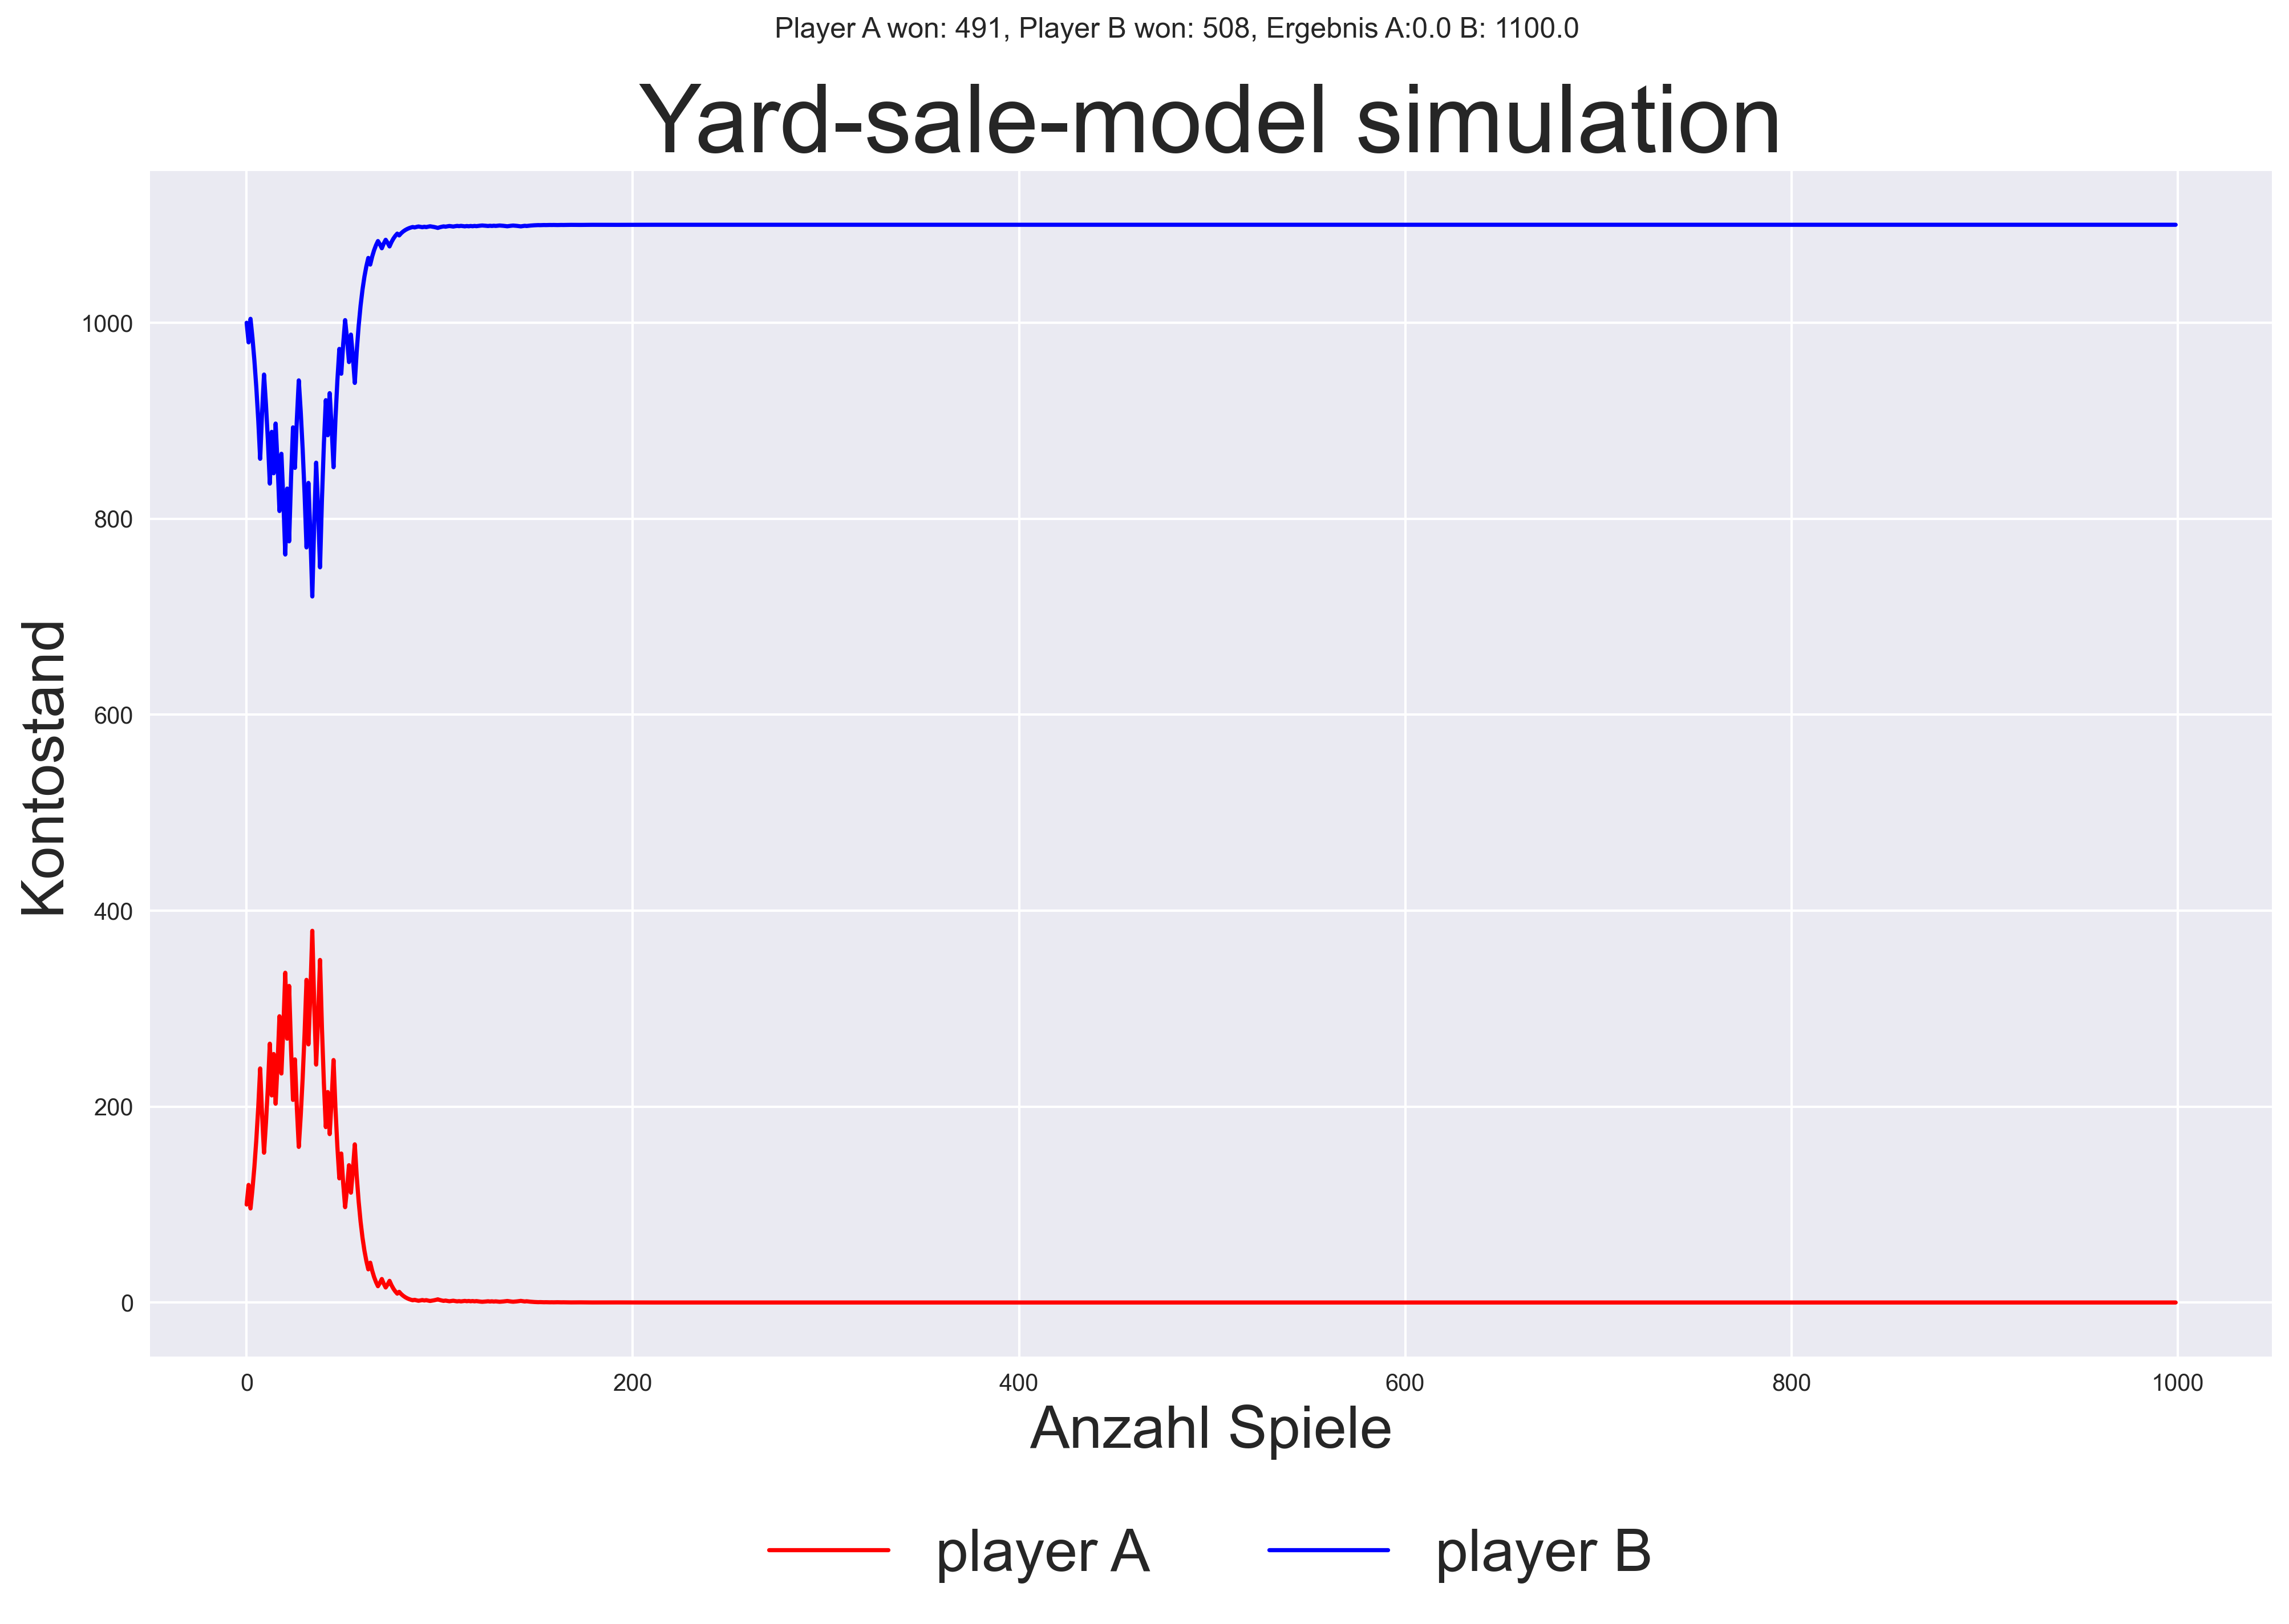 Player A won: 491, Player B won: 508, Ergebnis A:0.0 B: 1100.0
Yard-sale-model simulation
Kontostand
1000
800
600
400
200
0
0 200 400 600 800 1000
Anzahl Spiele
player A player B